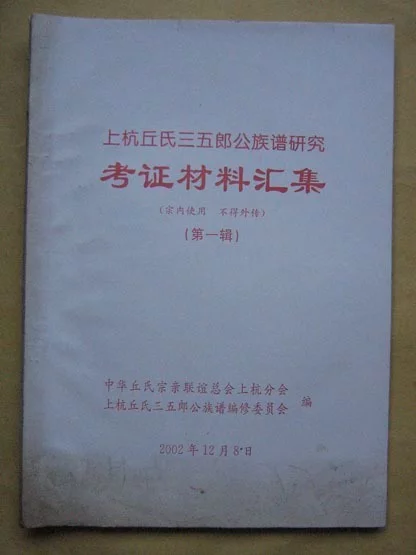 上杭丘氏三五郎公族谱研究
考证材料汇集
(宗内使用 不得外传)
(第一辑)
中华丘氏宗亲联谊总会上杭分会
上杭丘氏三五郎公族谱编修委员会 编
2002年12月8日